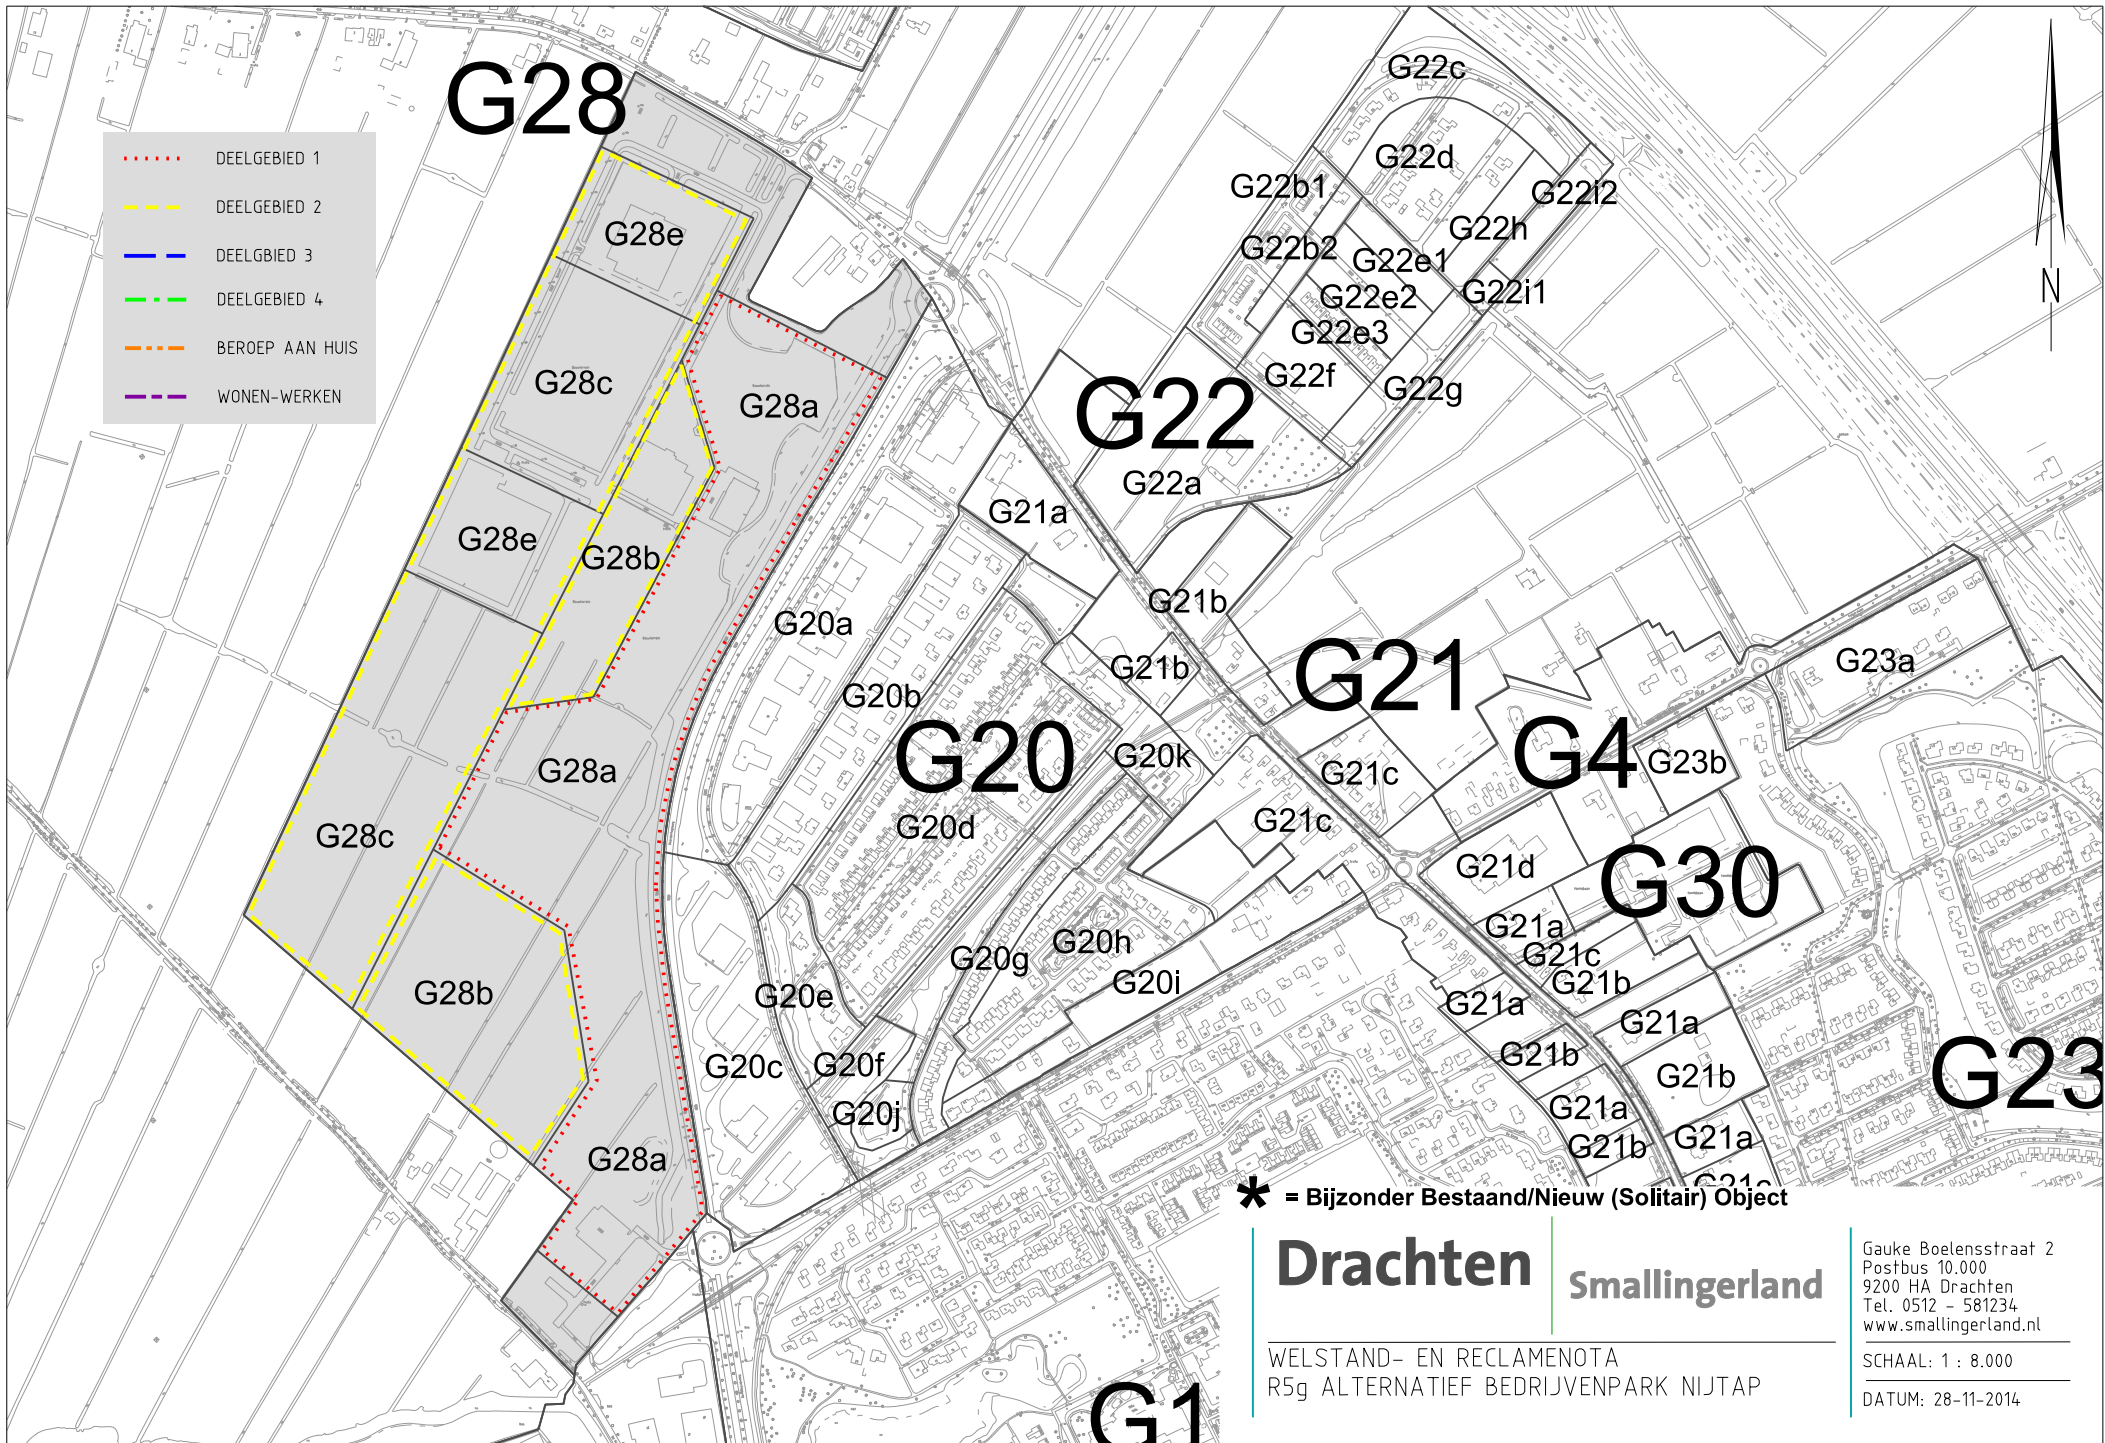 G28
DEELGEBIED 1
DEELGEBIED 2
DEELGBIED 3
DEELGEBIED 4
BEROEP AAN HUIS
WONEN-WERKEN
G28e
G28c
G28a
G28e
G28b
G28a
G28c
G28b
G28a
G22c
G22d
G22b1
G22i2
G22h
G22b2
G22e1
G22e2
G22i1
G22e3
G22f
G22g
G22
G22a
N
G21a
G21b
G21b
G21
G20a
G20b
G20
G20k
G20d
G21c
G21c
G4
G23a
G23b
G21d
G30
G21a
G21c
G21b
G20g
G20h
G20i
G20e
G20c
G20f
G20j
G21a
G21b
G21a
G21b
G21a
G21b
G21a
G23
G1
* = Bijzonder Bestaand/Nieuw (Solitair) Object
Drachten
Smallingerland
Gauke Boelensstraat 2
Postbus 10.000
9200 HA Drachten
Tel. 0512 - 581234
www.smallingerland.nl
WELSTAND- EN RECLAMENOTA
R5g ALTERNATIEF BEDRIJVENPARK NIJTAP
SCHAAL: 1 : 8.000
DATUM: 28-11-2014